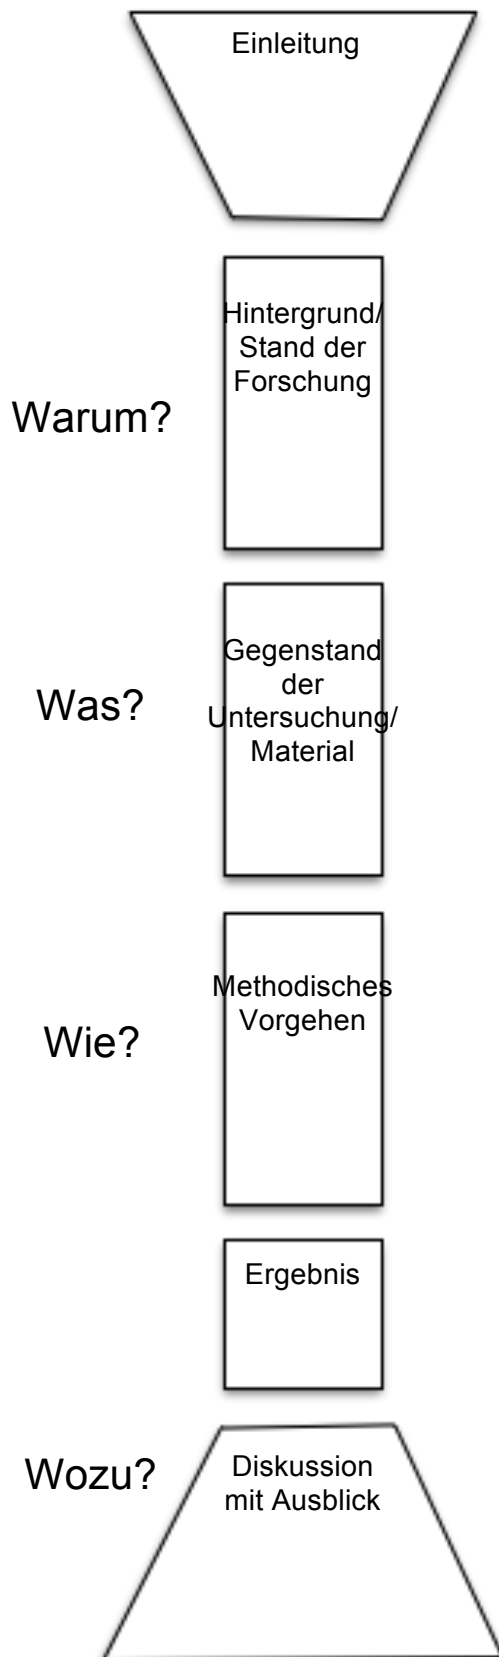 Einleitung
Hintergrund/
Stand der
Forschung
Warum?
Gegenstand
der
Untersuchung/
Material
Was?
Methodisches
Vorgehen
Wie?
Ergebnis
Wozu?
Diskussion
mit Ausblick